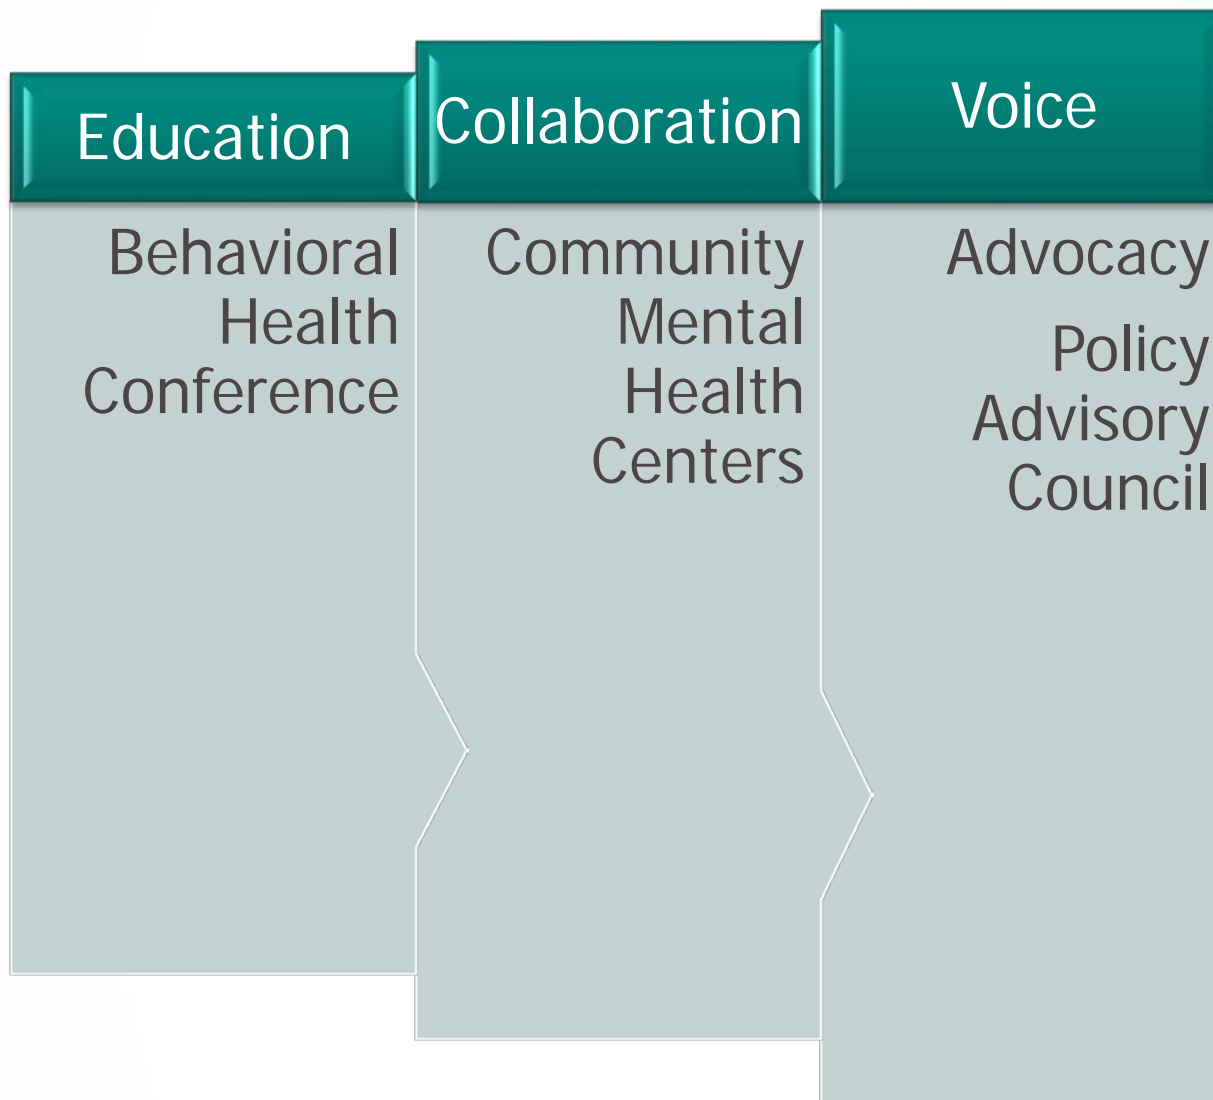 Education
Behavioral
Health
Conference
Collaboration
Community
Mental
Health
Centers
Voice
Advocacy
Policy
Advisory
Council